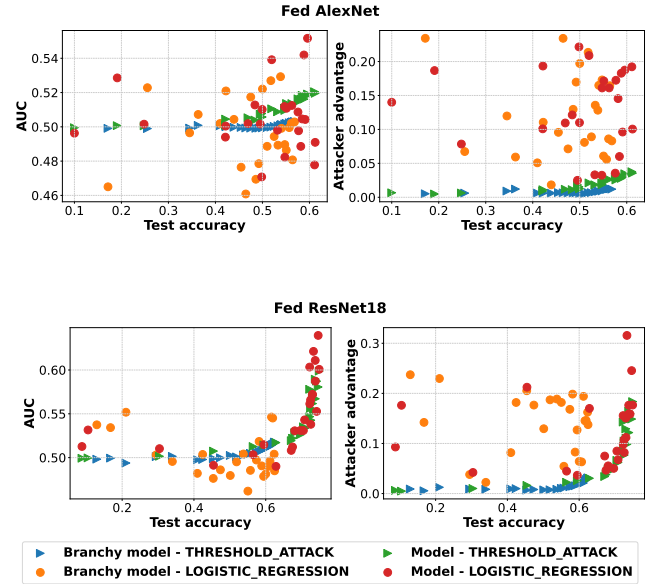 Fed AlexNet
AUC
0.54
0.52
0.50
0.48
0.46
0.1 0.2 0.3 0.4 0.5 0.6
Test accuracy
Attacker advantage
0.20
0.15
0.10
0.05
0.00
0.1 0.2 0.3 0.4 0.5 0.6
Test accuracy
Fed ResNet18
AUC
0.60
0.55
0.50
0.2 0.4 0.6
Test accuracy
Attacker advantage
0.3
0.2
0.1
0.0
0.2 0.4 0.6
Test accuracy
Branchy model - THRESHOLD_ATTACK
Branchy model - LOGISTIC_REGRESSION
Model - THRESHOLD_ATTACK
Model - LOGISTIC_REGRESSION